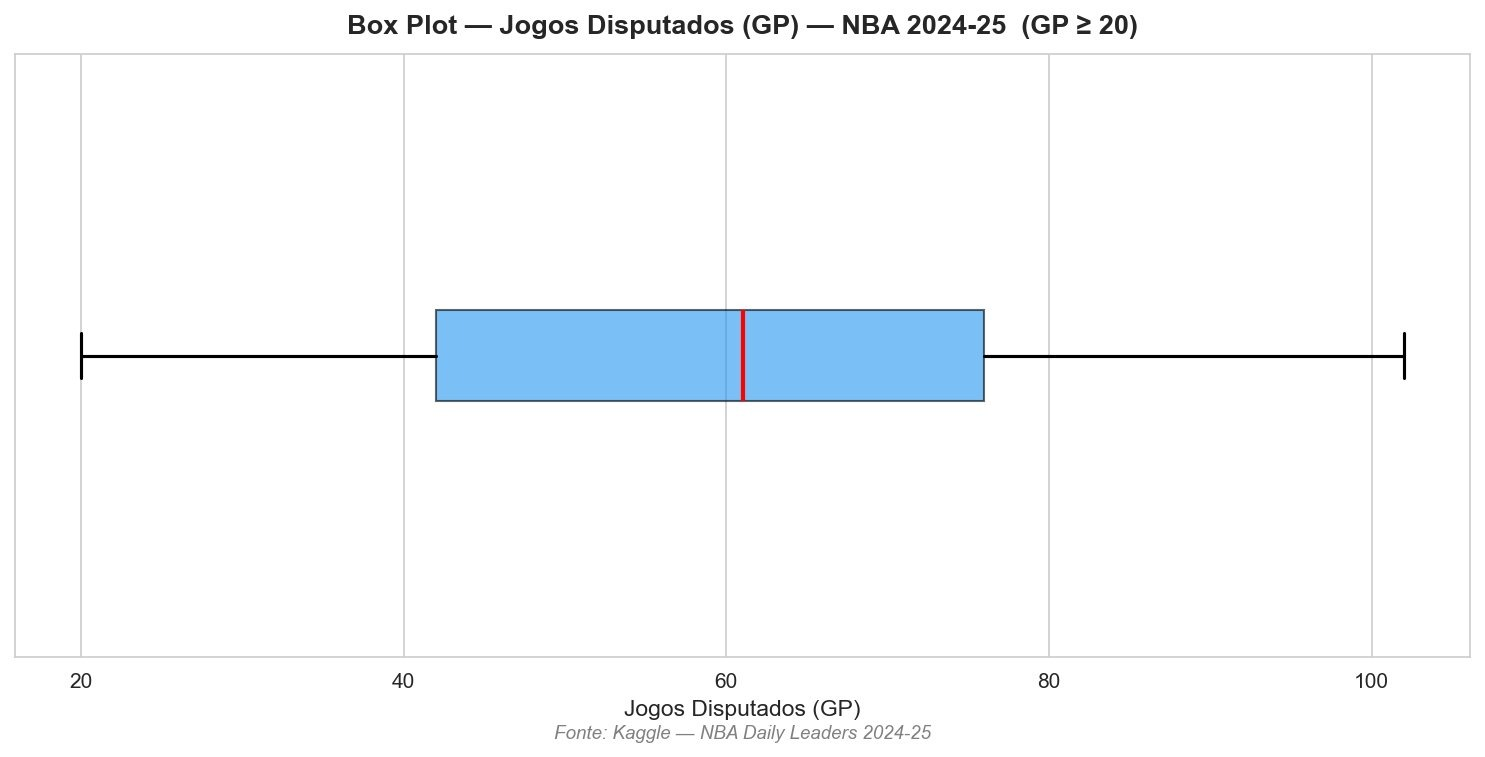 Box Plot — Jogos Disputados (GP) — NBA 2024-25  (GP ≥ 20)
20 40 60 80 100
Jogos Disputados (GP)
Fonte: Kaggle — NBA Daily Leaders 2024-25